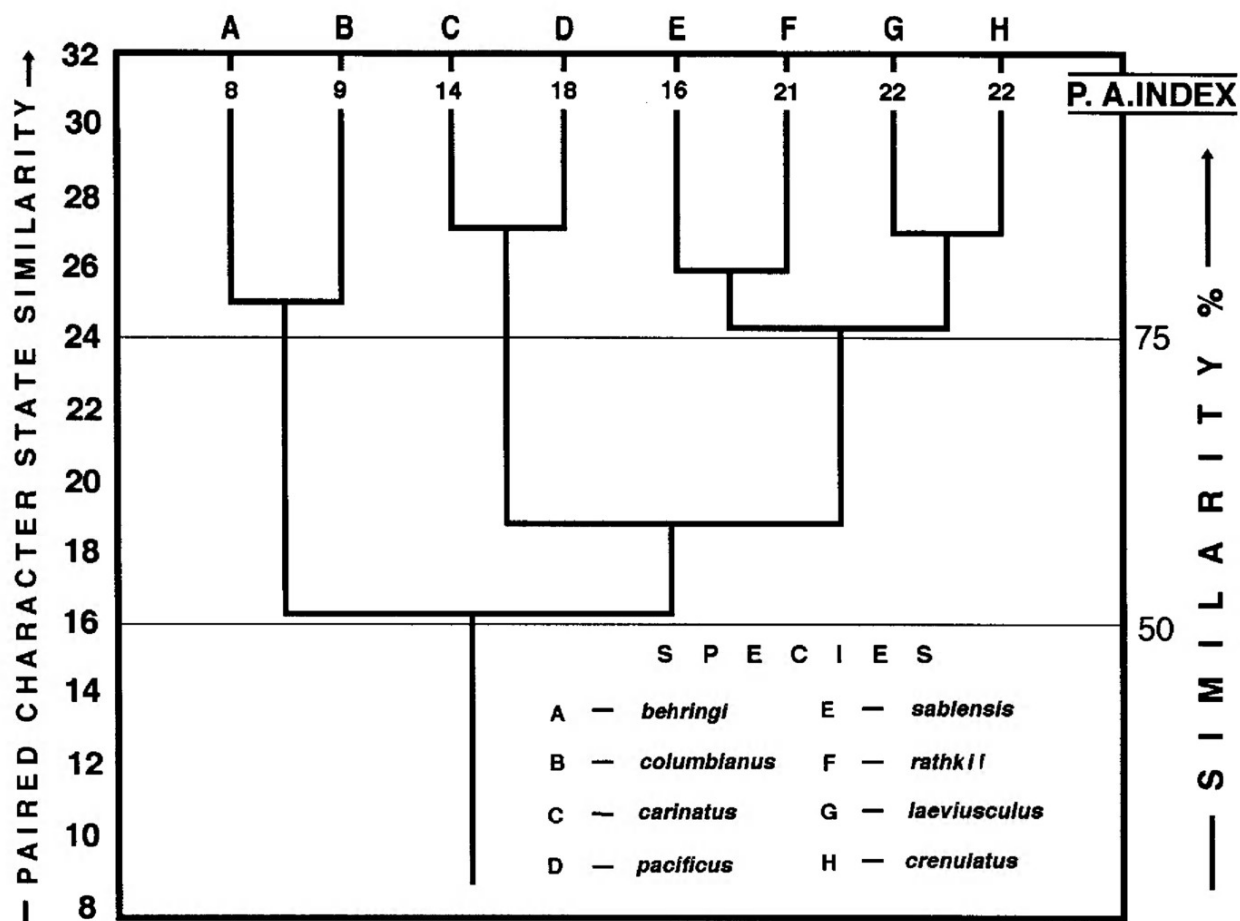 A B C D E F G H
8 9 14 18 16 21 22 22 P. A.INDEX
— PAIRED CHARACTER STATE SIMILARITY →
32
30
28
26
24
22
20
18
16
14
12
10
8
75
50
— SIMILARITY % →
SPECIES
A — behringi E — sablensis
B — columbianus F — rathkii
C — carinatus G — laeviusculus
D — pacificus H — crenulatus